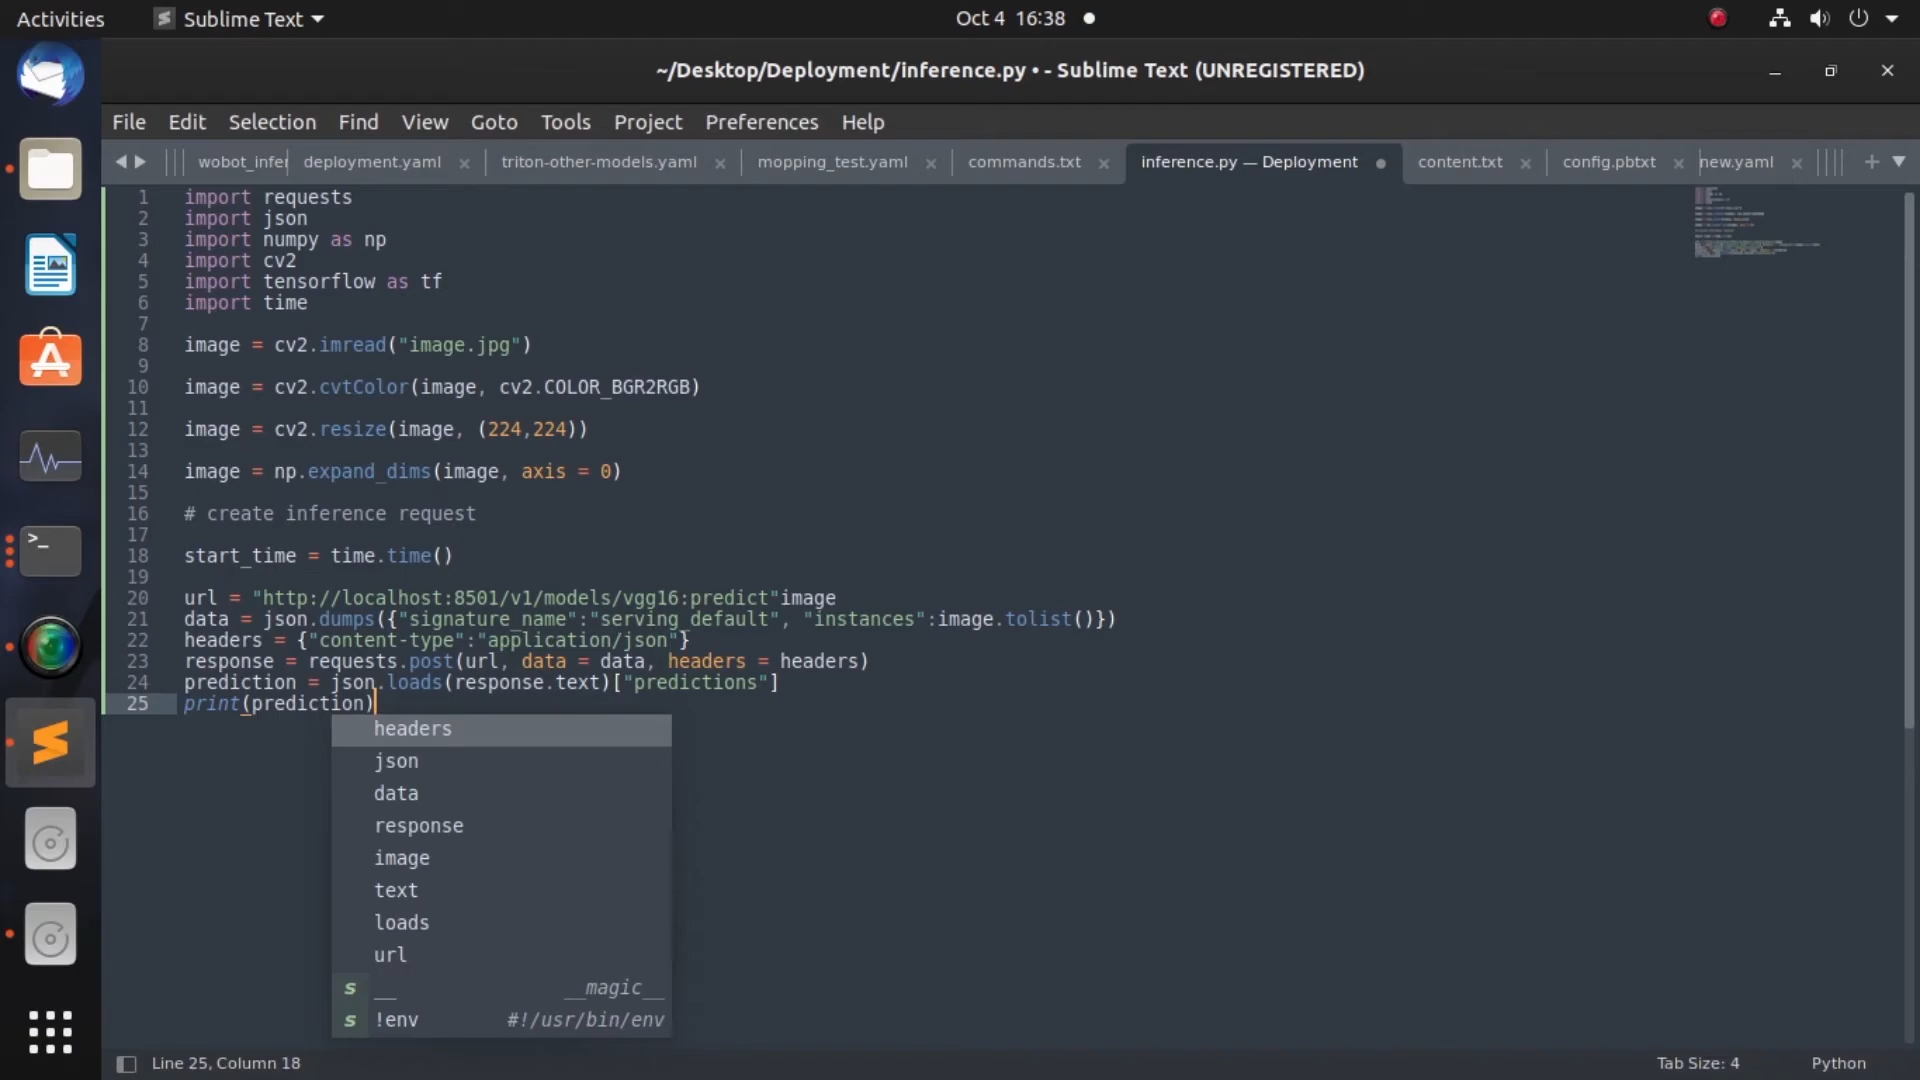 Activities Sublime Text Oct 4 16:38
~/Desktop/Deployment/inference.py • - Sublime Text (UNREGISTERED)
File Edit Selection Find View Goto Tools Project Preferences Help
wobot_infer deployment.yaml triton-other-models.yaml mopping_test.yaml commands.txt inference.py — Deployment content.txt config.pbtxt new.yaml
1 import requests
2 import json
3 import numpy as np
4 import cv2
5 import tensorflow as tf
6 import time
7
8 image = cv2.imread("image.jpg")
9
10 image = cv2.cvtColor(image, cv2.COLOR_BGR2RGB)
11
12 image = cv2.resize(image, (224,224))
13
14 image = np.expand_dims(image, axis = 0)
15
16 # create inference request
17
18 start_time = time.time()
19
20 url = "http://localhost:8501/v1/models/vgg16:predict"image
21 data = json.dumps({"signature_name":"serving_default", "instances":image.tolist()})
22 headers = {"content-type":"application/json"}
23 response = requests.post(url, data = data, headers = headers)
24 prediction = json.loads(response.text)["predictions"]
25 print(prediction)
headers
json
data
response
image
text
loads
url
s __ __magic__
s !env #!/usr/bin/env
Line 25, Column 18 Tab Size: 4 Python